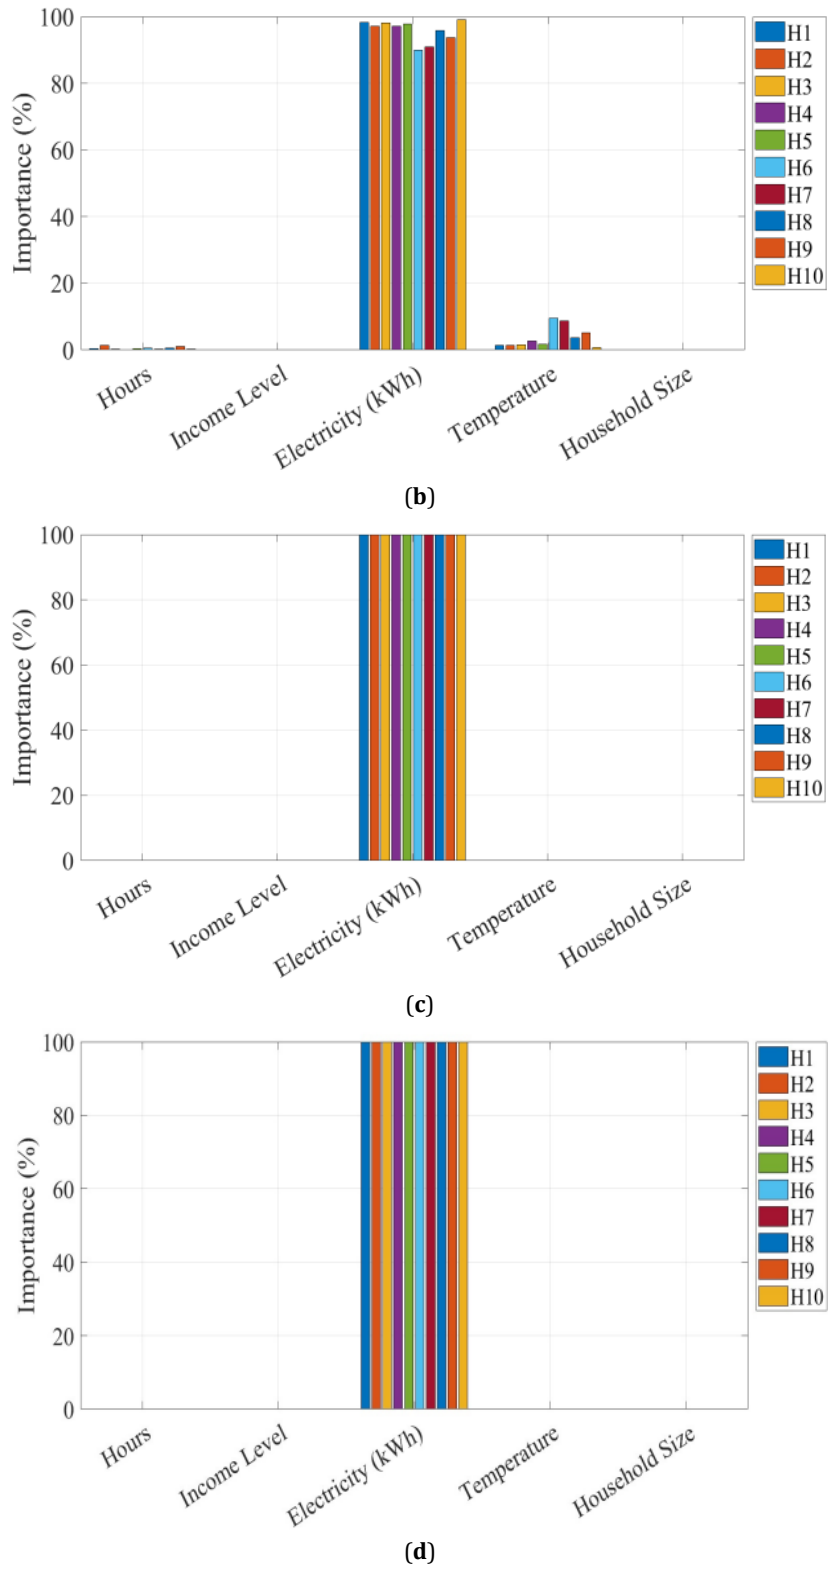 100
80
60
40
20
0
Importance (%)
Hours
Income Level
Electricity (kWh)
Temperature
Household Size
H1
H2
H3
H4
H5
H6
H7
H8
H9
H10
(b)
100
80
60
40
20
0
Importance (%)
Hours
Income Level
Electricity (kWh)
Temperature
Household Size
H1
H2
H3
H4
H5
H6
H7
H8
H9
H10
(c)
100
80
60
40
20
0
Importance (%)
Hours
Income Level
Electricity (kWh)
Temperature
Household Size
H1
H2
H3
H4
H5
H6
H7
H8
H9
H10
(d)